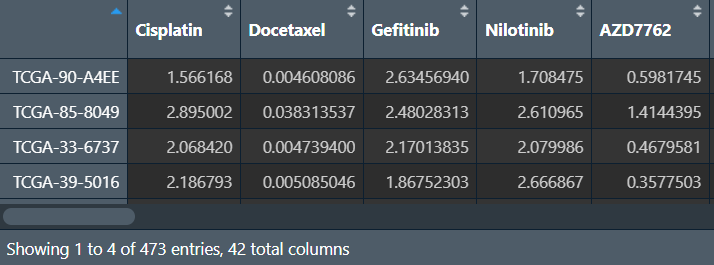 Cisplatin Docetaxel Gefitinib Nilotinib AZD7762
TCGA-90-A4EE 1.566168 0.004608086 2.63456940 1.708475 0.5981745
TCGA-85-8049 2.895002 0.038313537 2.48028313 2.610965 1.4144395
TCGA-33-6737 2.068420 0.004739400 2.17013835 2.079986 0.4679581
TCGA-39-5016 2.186793 0.005085046 1.86752303 2.666867 0.3577503
Showing 1 to 4 of 473 entries, 42 total columns